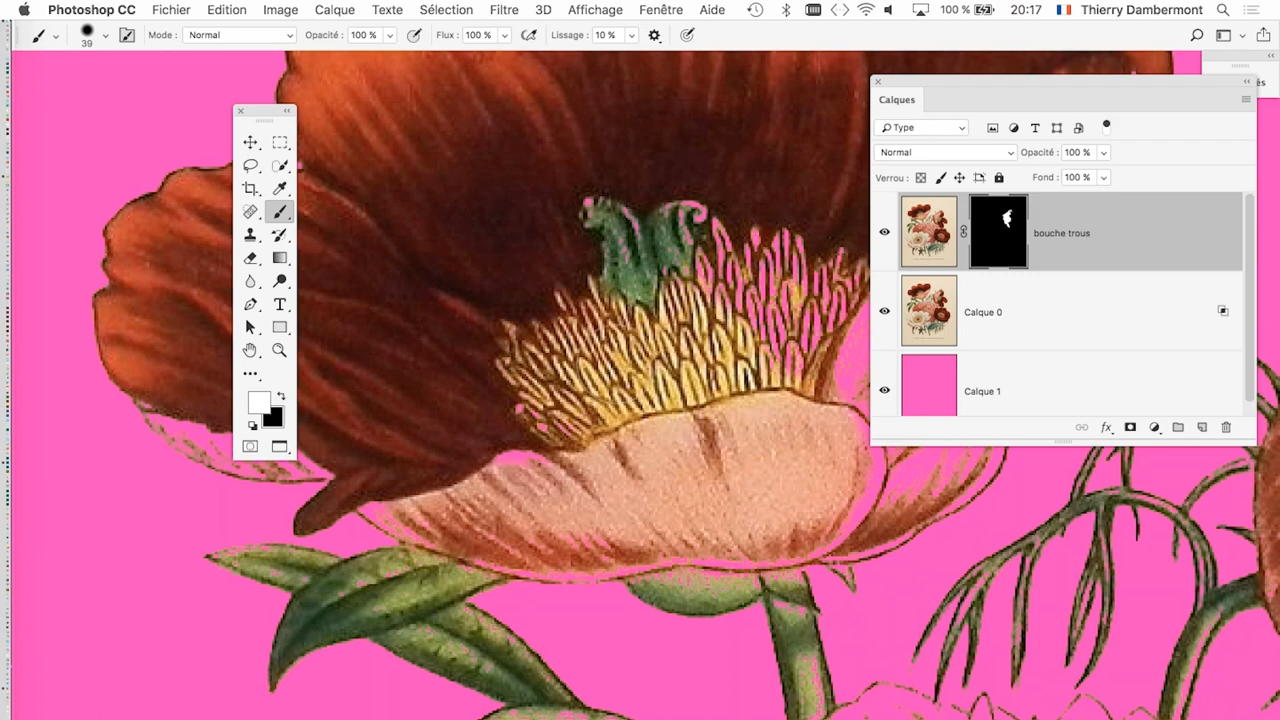 Photoshop CC Fichier Edition Image Calque Texte Sélection Filtre 3D Affichage Fenêtre Aide 100 % 20:17 Thierry Dambermont
39 Mode : Normal Opacité : 100 % Flux : 100 % Lissage : 10 %
és
Calques
Type
Normal Opacité : 100 %
Verrou : Fond : 100 %
bouche trous
Calque 0
Calque 1
fx